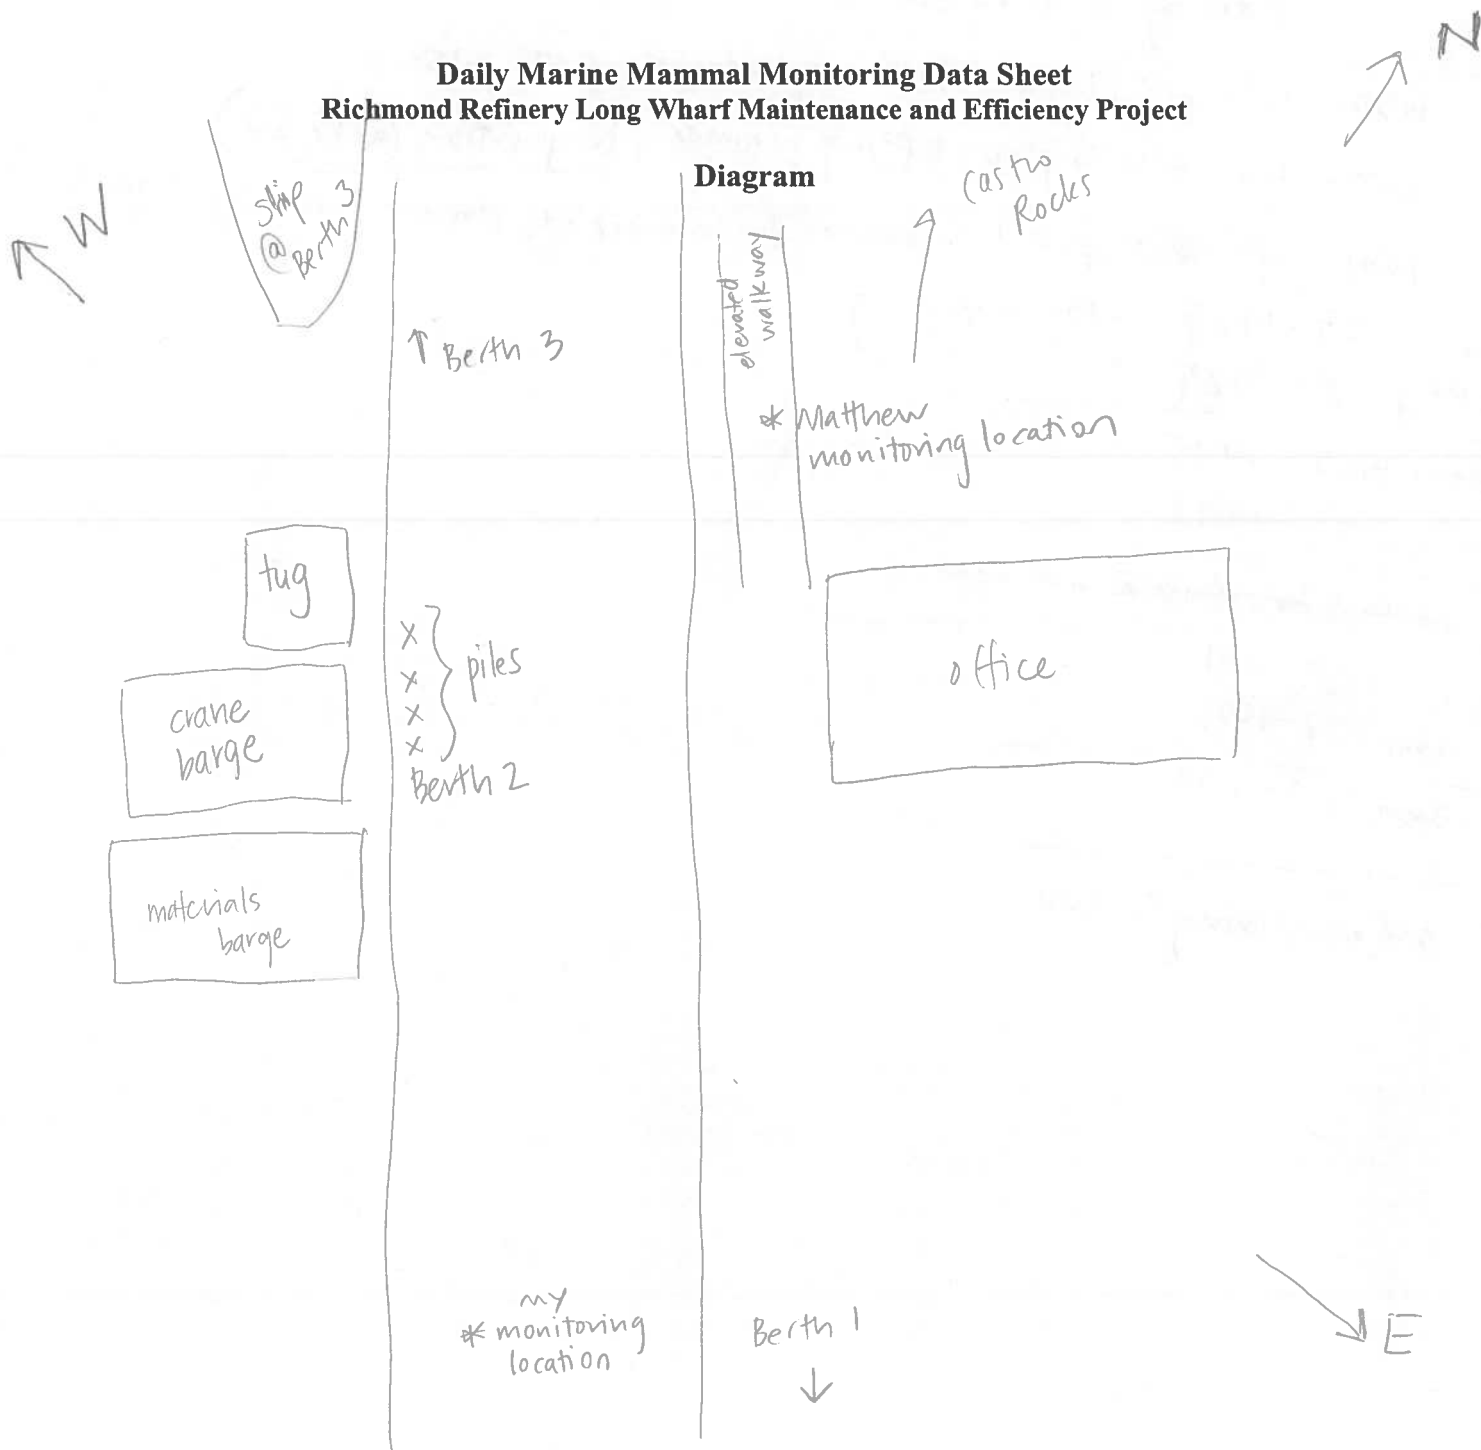 N
Daily Marine Mammal Monitoring Data Sheet
Richmond Refinery Long Wharf Maintenance and Efficiency Project
Diagram
W
ship
@ Berth 3
Castro
Rocks
elevated
walkway
↑ Berth 3
* Matthew
monitoring location
tug
x
x
x
x
piles
office
crane
barge
Berth 2
materials
barge
my
* monitoring
location
Berth 1
↓
E